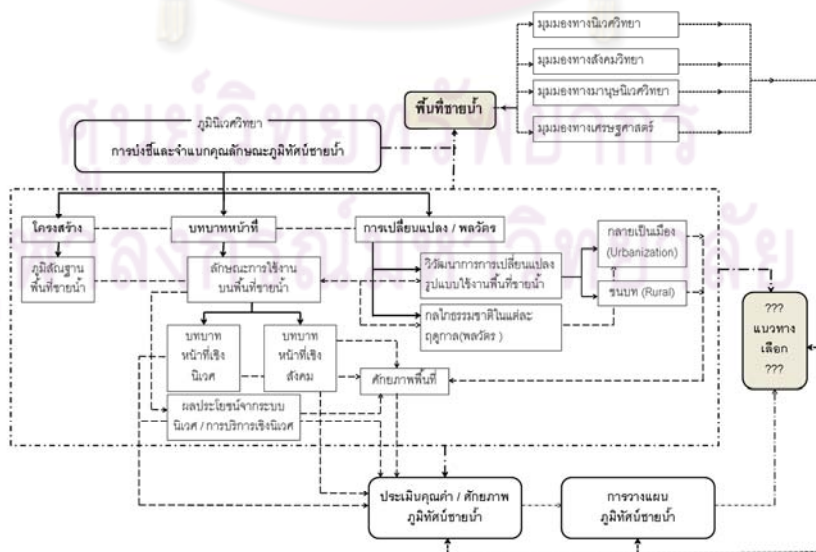 มุมมองทางนิเวศวิทยา
มุมมองทางสังคมวิทยา
พื้นที่ชายน้ำ
มุมมองทางมานุษนิเวศวิทยา
มุมมองทางเศรษฐศาสตร์
ภูมินิเวศวิทยา
การบ่งชี้และจำแนกคุณลักษณะภูมิทัศน์ชายน้ำ
ศูนย์วิทยทรัพยากร
โครงสร้าง
บทบาทหน้าที่
การเปลี่ยนแปลง / พลวัตร
ภูมิสัณฐาน
พื้นที่ชายน้ำ
ลักษณะการใช้งาน
บนพื้นที่ชายน้ำ
วิวัฒนาการการเปลี่ยนแปลง
รูปแบบใช้งานพื้นที่ชายน้ำ
กลายเป็นเมือง
(Urbanization)
ชนบท (Rural)
กลไกธรรมชาติในแต่ละ
ฤดูกาล(พลวัตร )
???
แนวทาง
เลือก
???
บทบาท
หน้าที่เชิง
นิเวศ
บทบาท
หน้าที่เชิง
สังคม
ศักยภาพพื้นที่
ผลประโยชน์จากระบบ
นิเวศ / การบริการเชิงนิเวศ
ประเมินคุณค่า / ศักยภาพ
ภูมิทัศน์ชายน้ำ
การวางแผน
ภูมิทัศน์ชายน้ำ